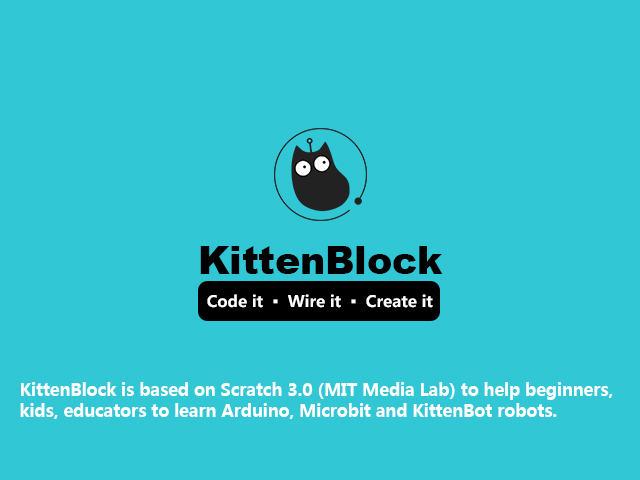 KittenBlock
Code it ▪ Wire it ▪ Create it
KittenBlock is based on Scratch 3.0 (MIT Media Lab) to help beginners,
kids, educators to learn Arduino, Microbit and KittenBot robots.